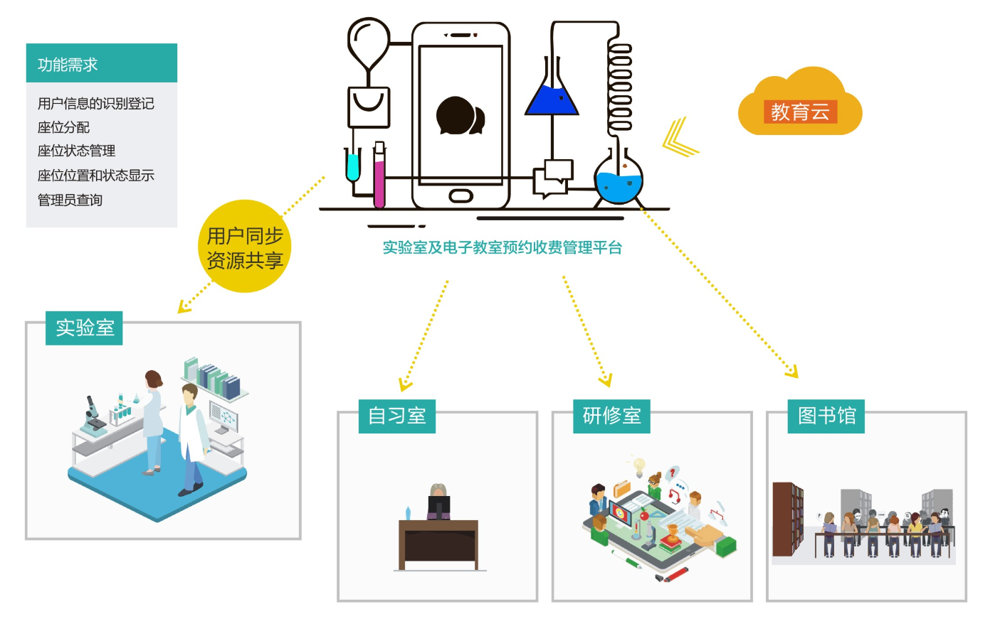 功能需求
用户信息的识别登记
座位分配
座位状态管理
座位位置和状态显示
管理员查询
教育云
用户同步
资源共享
实验室及电子教室预约收费管理平台
实验室
自习室
研修室
图书馆